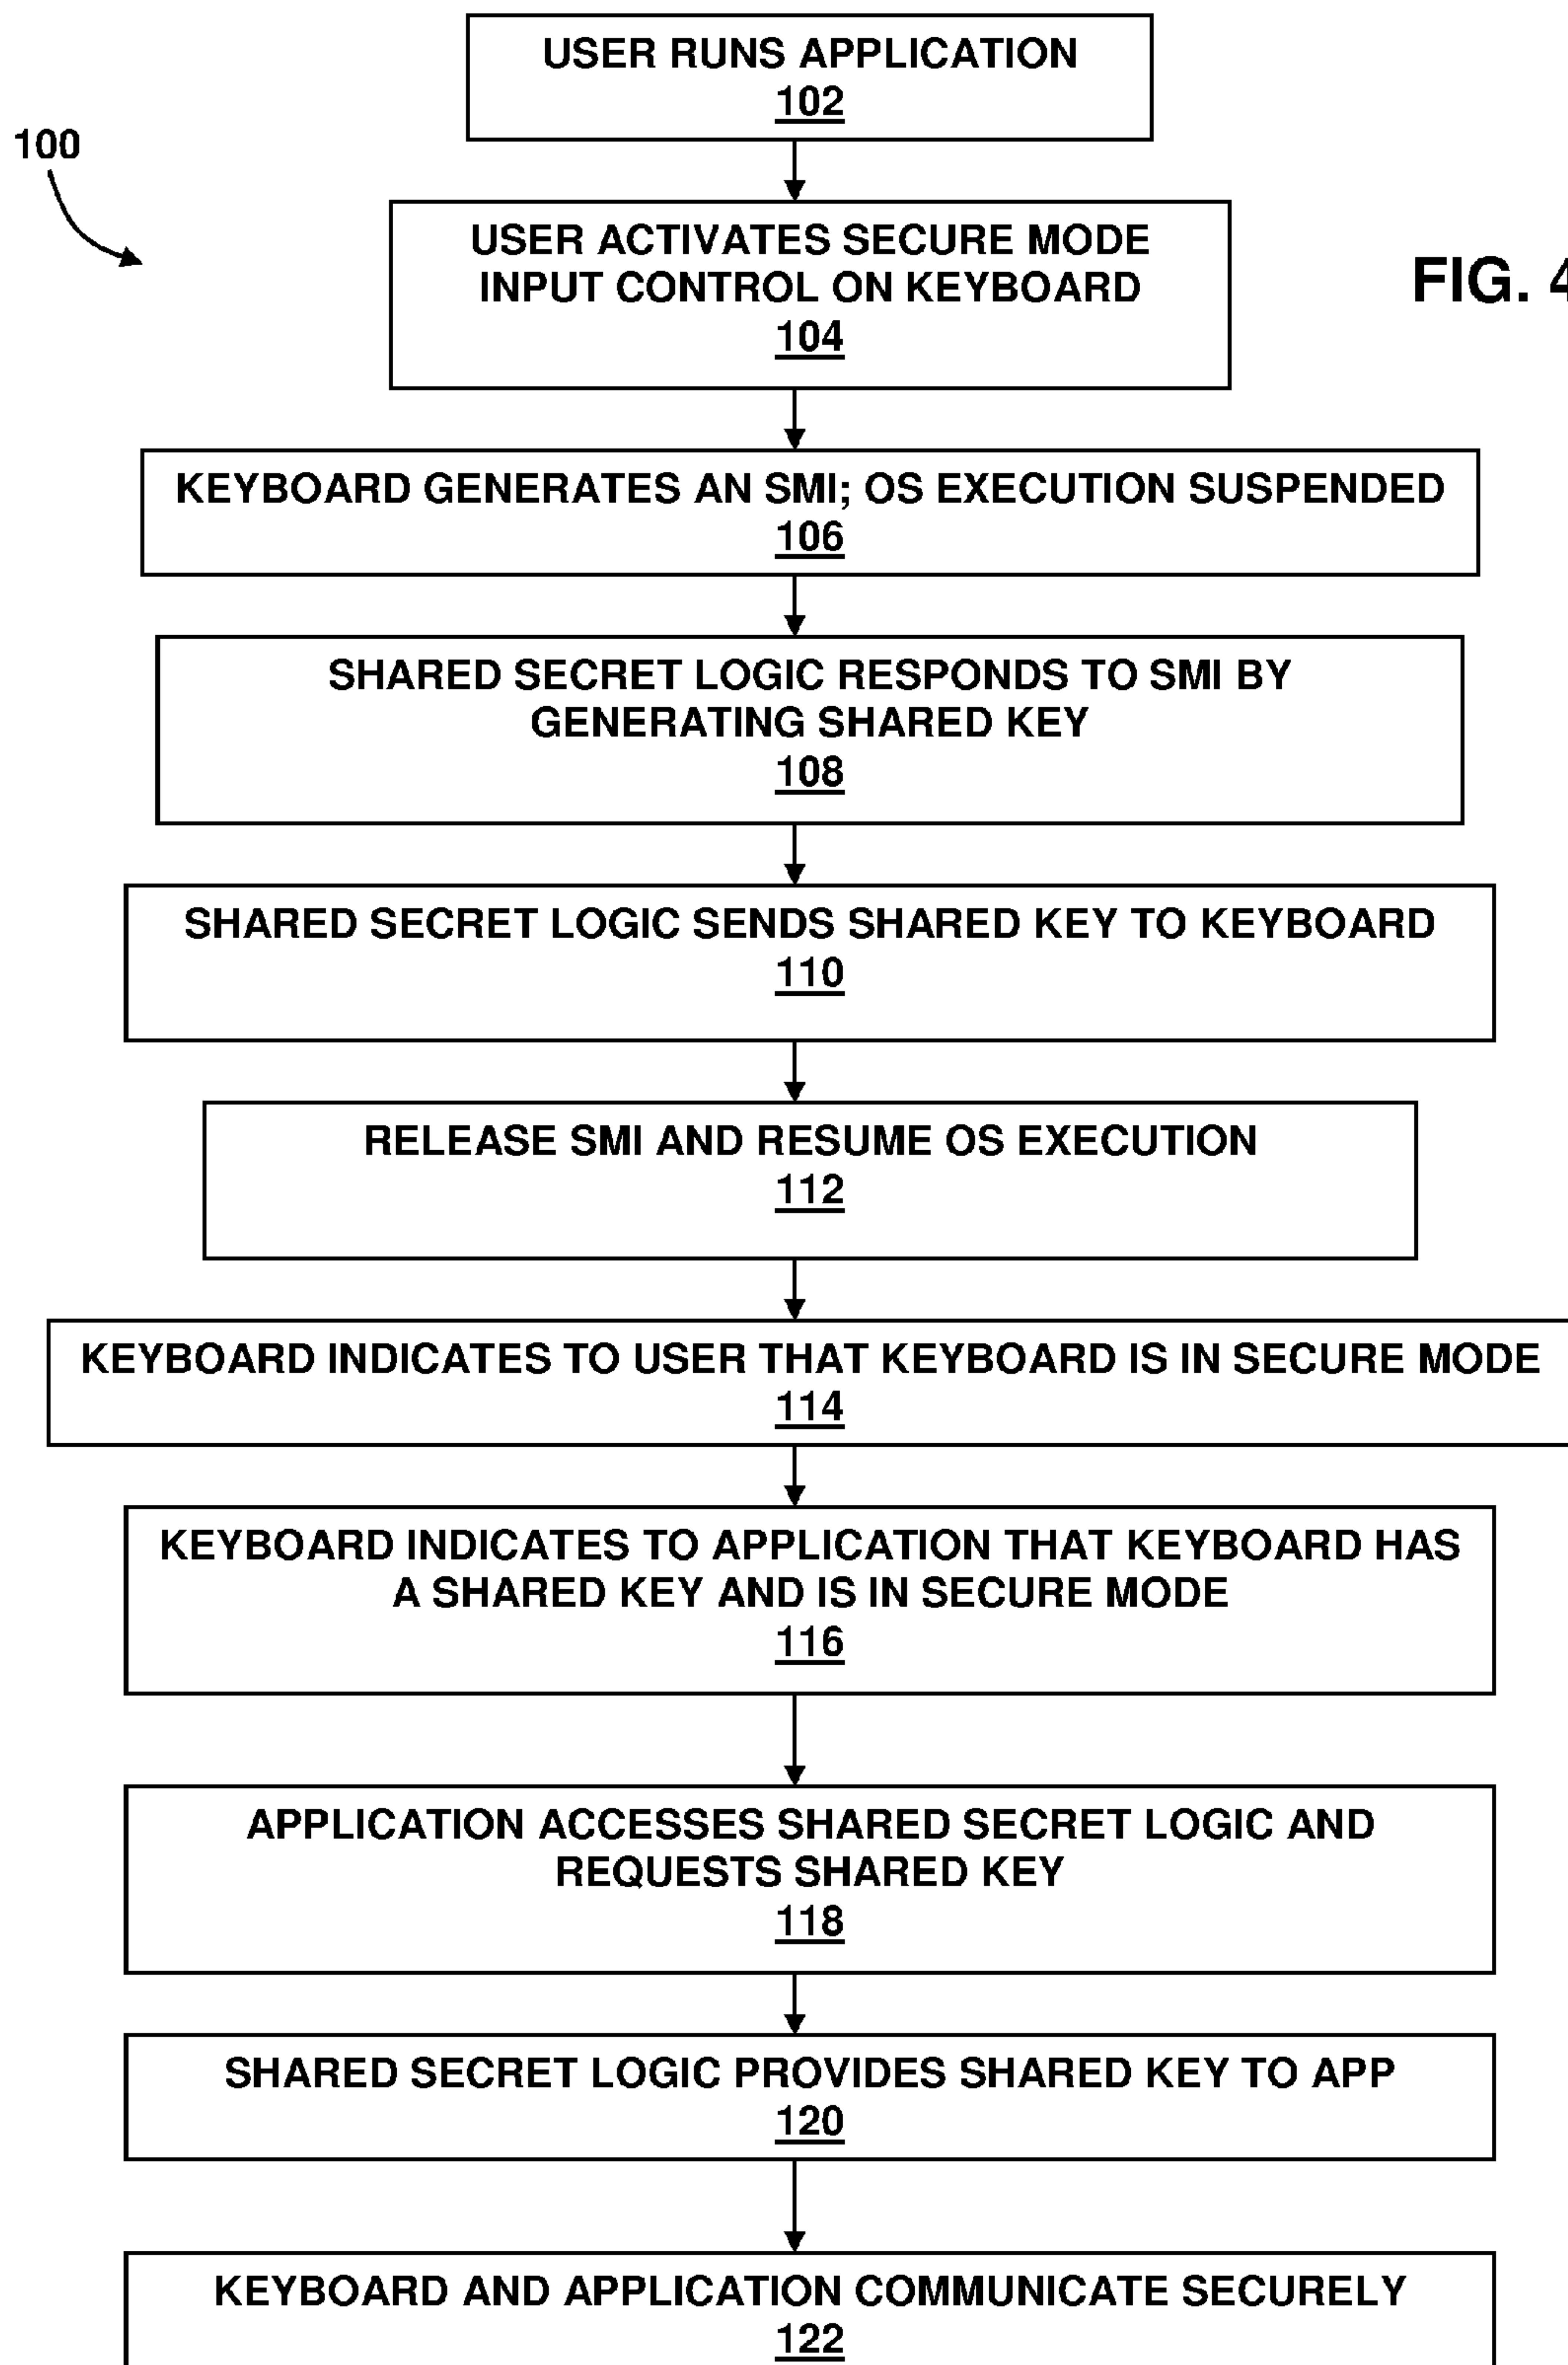 USER RUNS APPLICATION
102
100
USER ACTIVATES SECURE MODE
INPUT CONTROL ON KEYBOARD
104
FIG. 4
KEYBOARD GENERATES AN SMI; OS EXECUTION SUSPENDED
106
SHARED SECRET LOGIC RESPONDS TO SMI BY
GENERATING SHARED KEY
108
SHARED SECRET LOGIC SENDS SHARED KEY TO KEYBOARD
110
RELEASE SMI AND RESUME OS EXECUTION
112
KEYBOARD INDICATES TO USER THAT KEYBOARD IS IN SECURE MODE
114
KEYBOARD INDICATES TO APPLICATION THAT KEYBOARD HAS
A SHARED KEY AND IS IN SECURE MODE
116
APPLICATION ACCESSES SHARED SECRET LOGIC AND
REQUESTS SHARED KEY
118
SHARED SECRET LOGIC PROVIDES SHARED KEY TO APP
120
KEYBOARD AND APPLICATION COMMUNICATE SECURELY
122